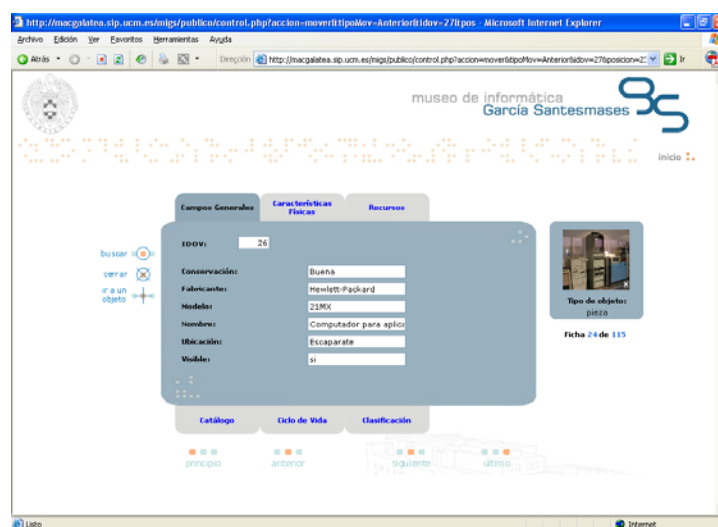 http://macgalatea.sip.ucm.es/migs/publico/control.php?accion=mover&tipoMov=Anterior&idov=27&pos - Microsoft Internet Explorer
Archivo Edición Ver Favoritos Herramientas Ayuda
Atrás Dirección http://macgalatea.sip.ucm.es/migs/publico/control.php?accion=mover&tipoMov=Anterior&idov=27&posicion=2 Ir
museo de informática
García Santesmases
inicio
Campos Generales Características Físicas Recursos
IDOV: 26
buscar
cerrar
ir a un objeto
Conservación: Buena
Fabricante: Hewlett-Packard
Modelo: 21MX
Nombre: Computador para aplica
Ubicación: Escaparate
Visible: si
Tipo de objeto:
pieza
Ficha 24 de 115
Catálogo Ciclo de Vida Clasificación
principio anterior siguiente último
Listo Internet